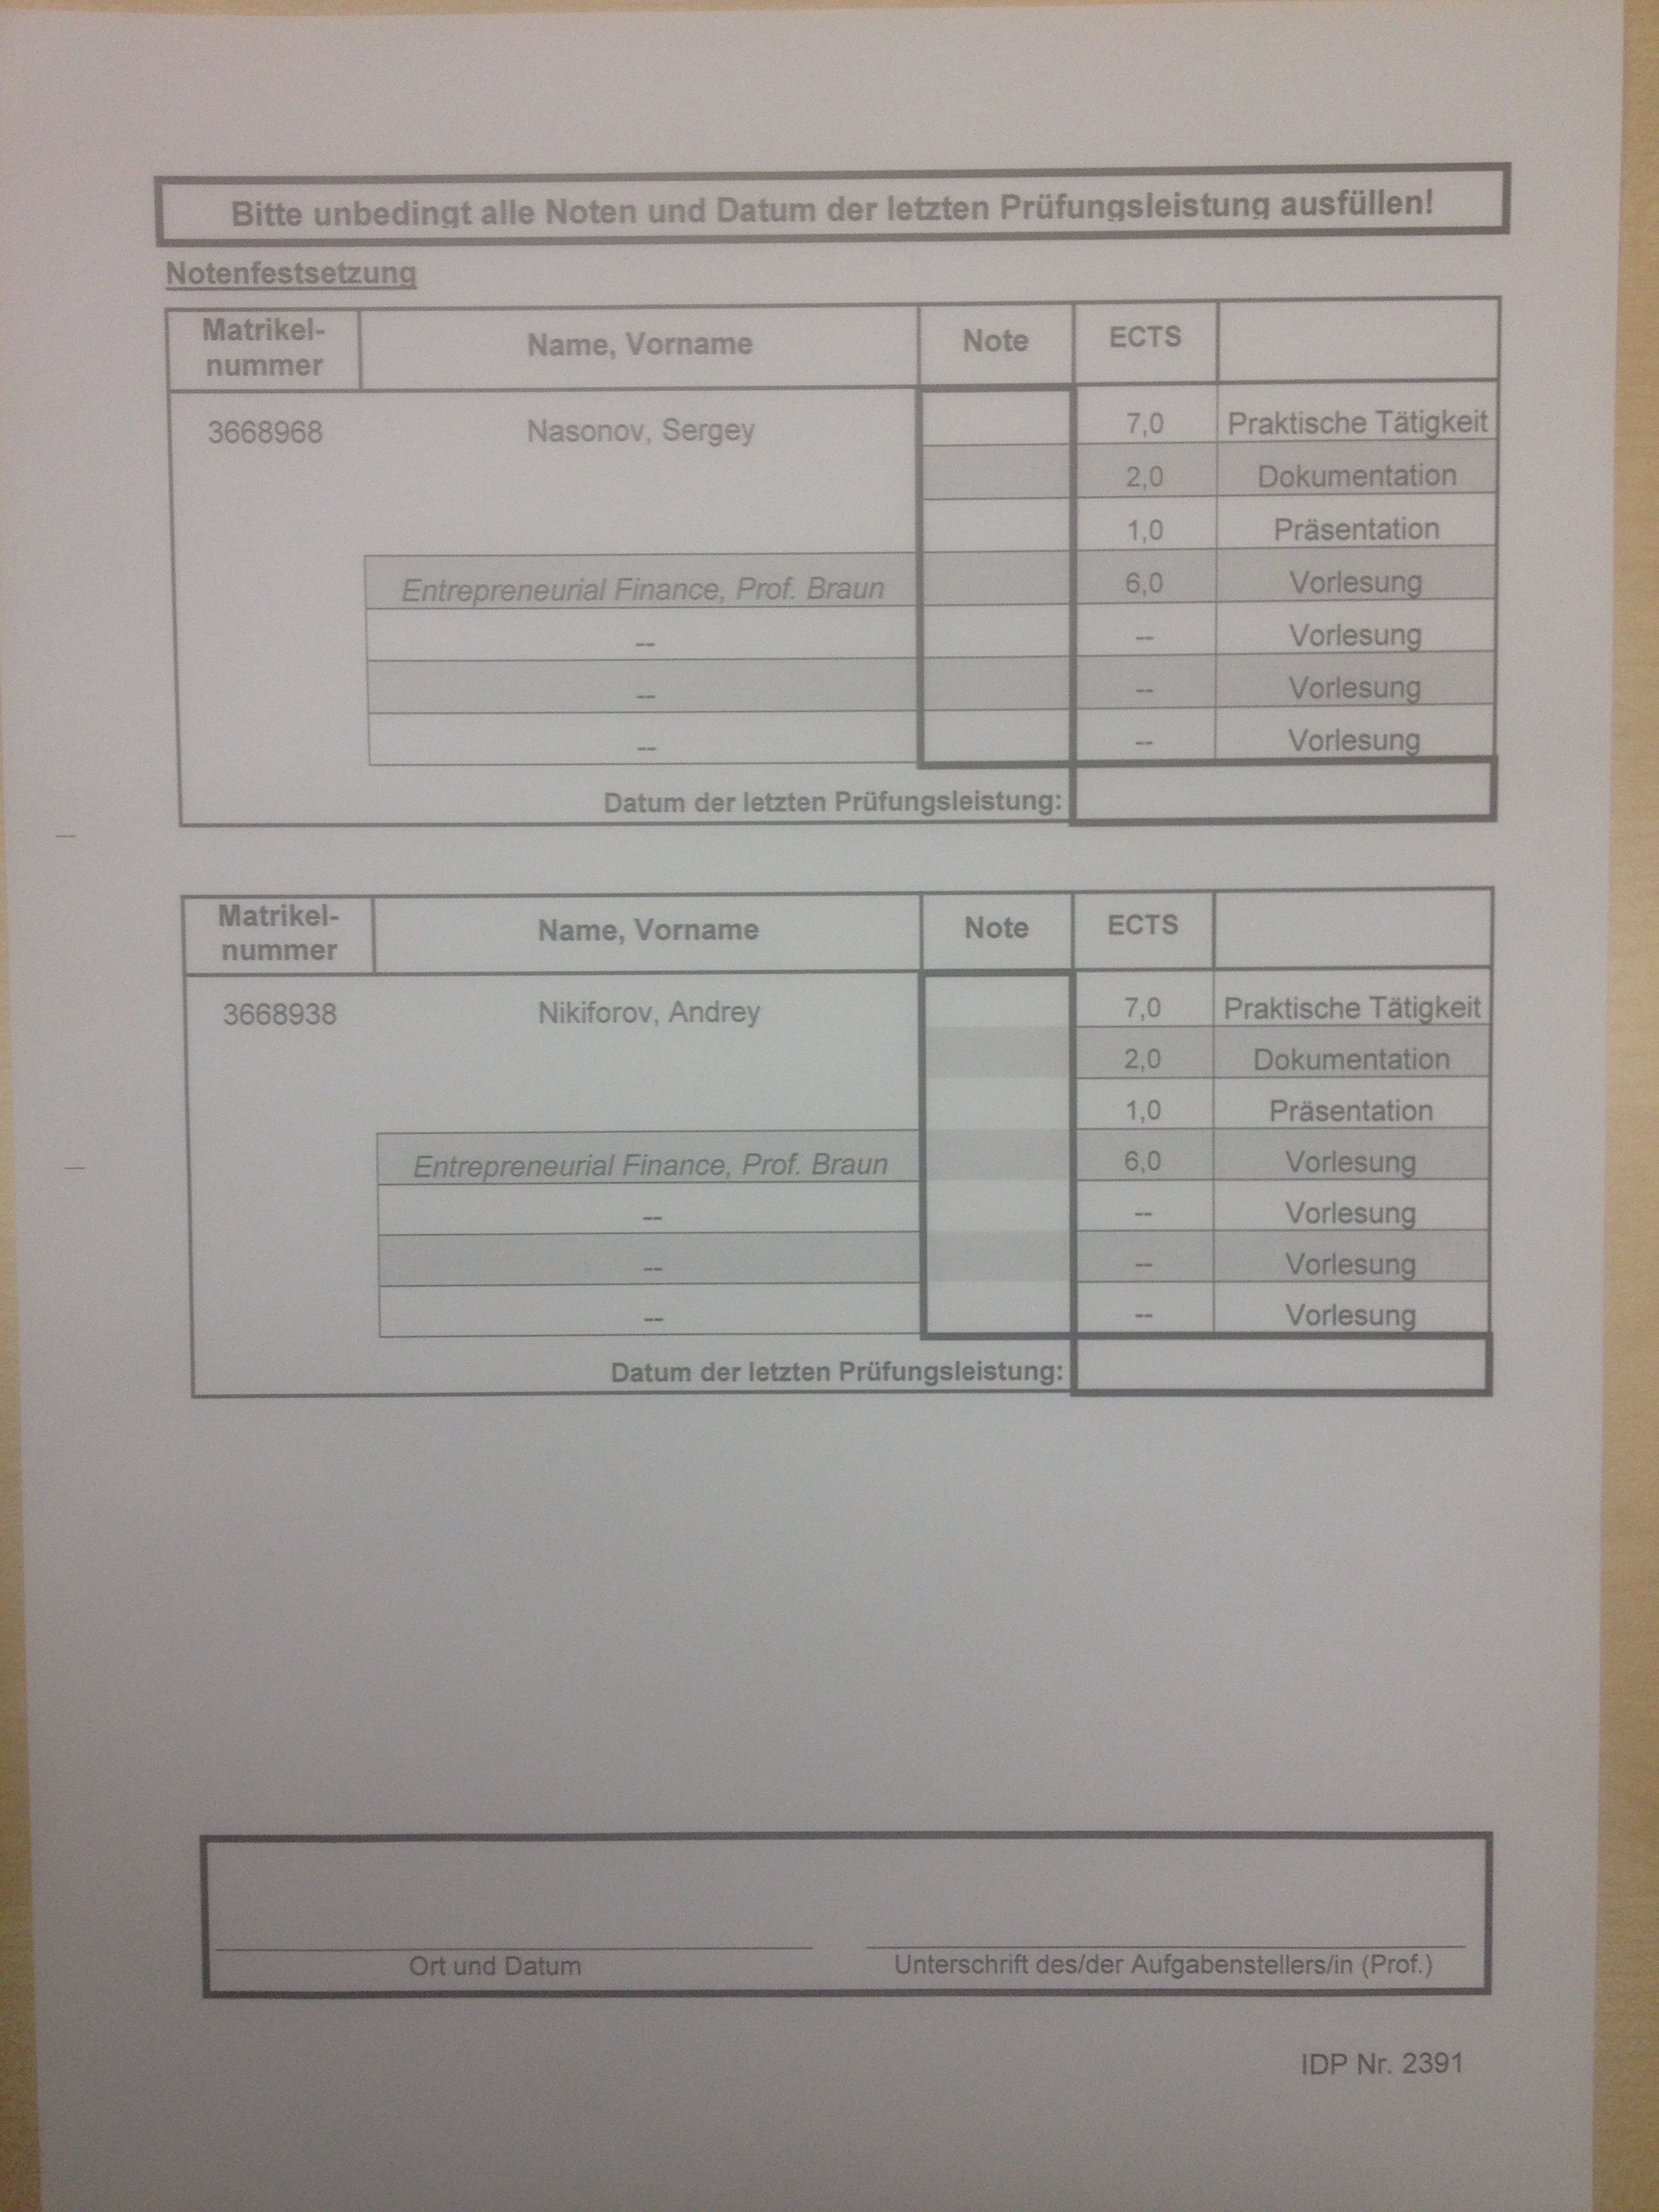 Bitte unbedingt alle Noten und Datum der letzten Prüfungsleistung ausfüllen!
Notenfestsetzung
Matrikel-nummer Name, Vorname Note ECTS
3668968 Nasonov, Sergey 7,0 Praktische Tätigkeit
2,0 Dokumentation
1,0 Präsentation
Entrepreneurial Finance, Prof. Braun 6,0 Vorlesung
-- -- Vorlesung
-- -- Vorlesung
-- -- Vorlesung
Datum der letzten Prüfungsleistung:
Matrikel-nummer Name, Vorname Note ECTS
3668938 Nikiforov, Andrey 7,0 Praktische Tätigkeit
2,0 Dokumentation
1,0 Präsentation
Entrepreneurial Finance, Prof. Braun 6,0 Vorlesung
-- -- Vorlesung
-- -- Vorlesung
-- -- Vorlesung
Datum der letzten Prüfungsleistung:
Ort und Datum Unterschrift des/der Aufgabenstellers/in (Prof.)
IDP Nr. 2391